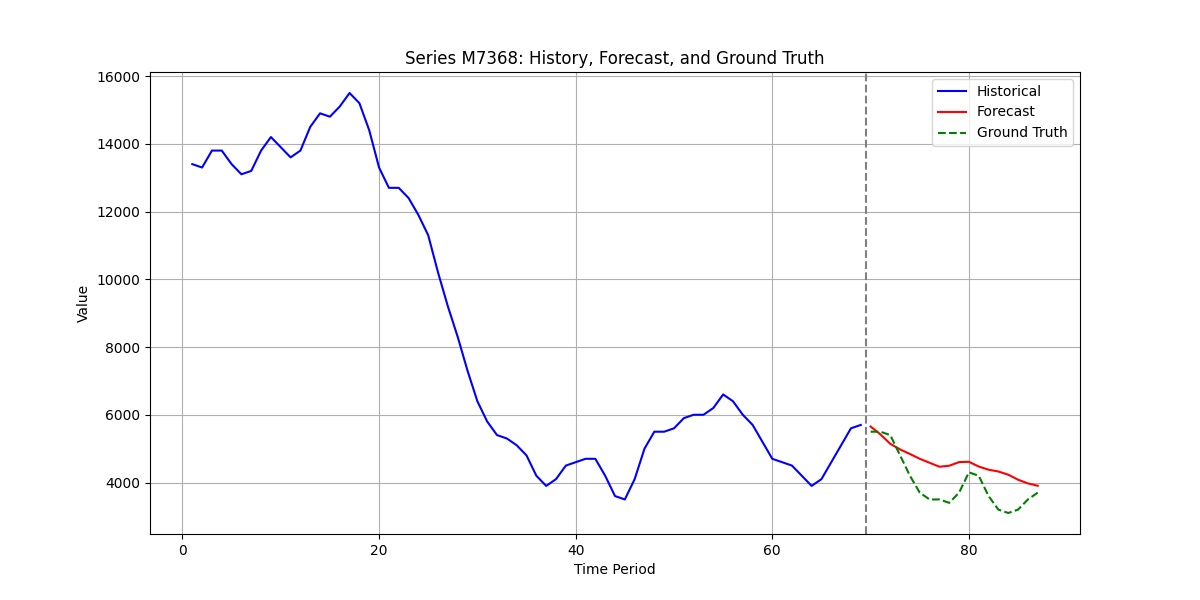 Series M7368: History, Forecast, and Ground Truth
Historical
Forecast
Ground Truth
16000
14000
12000
10000
8000
6000
4000
Value
0
20
40
60
80
Time Period